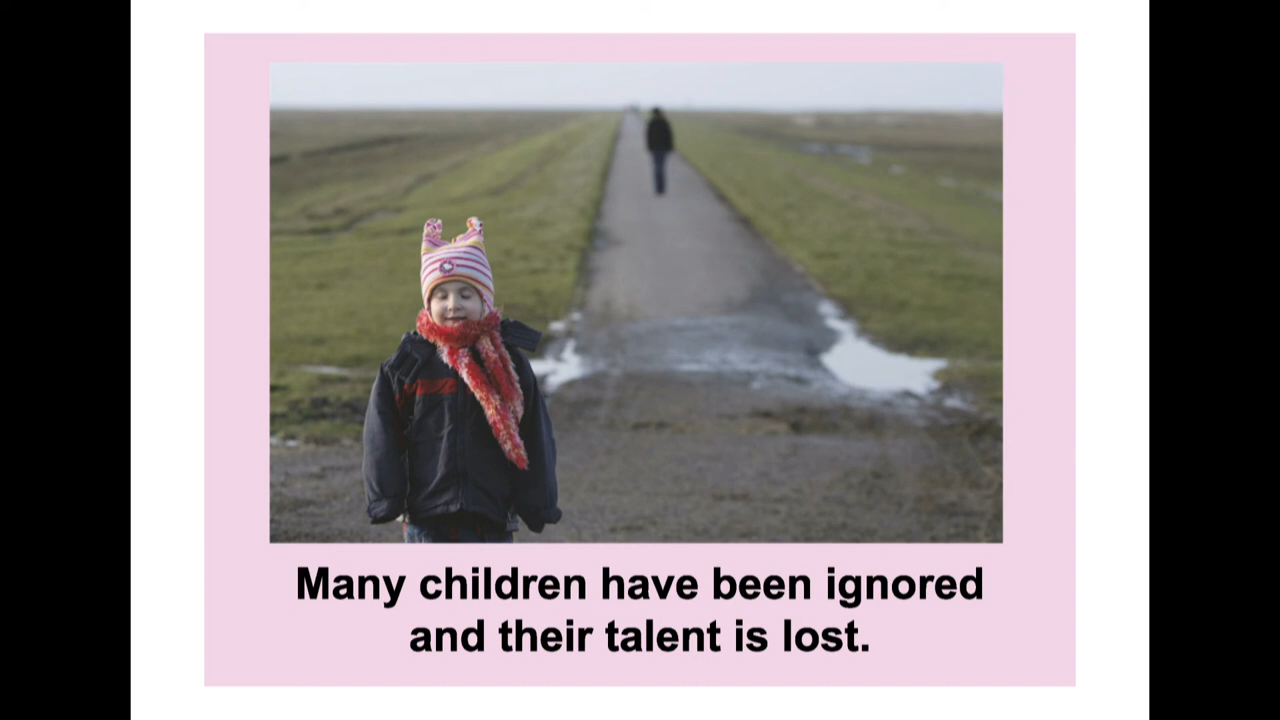 Many children have been ignored
and their talent is lost.